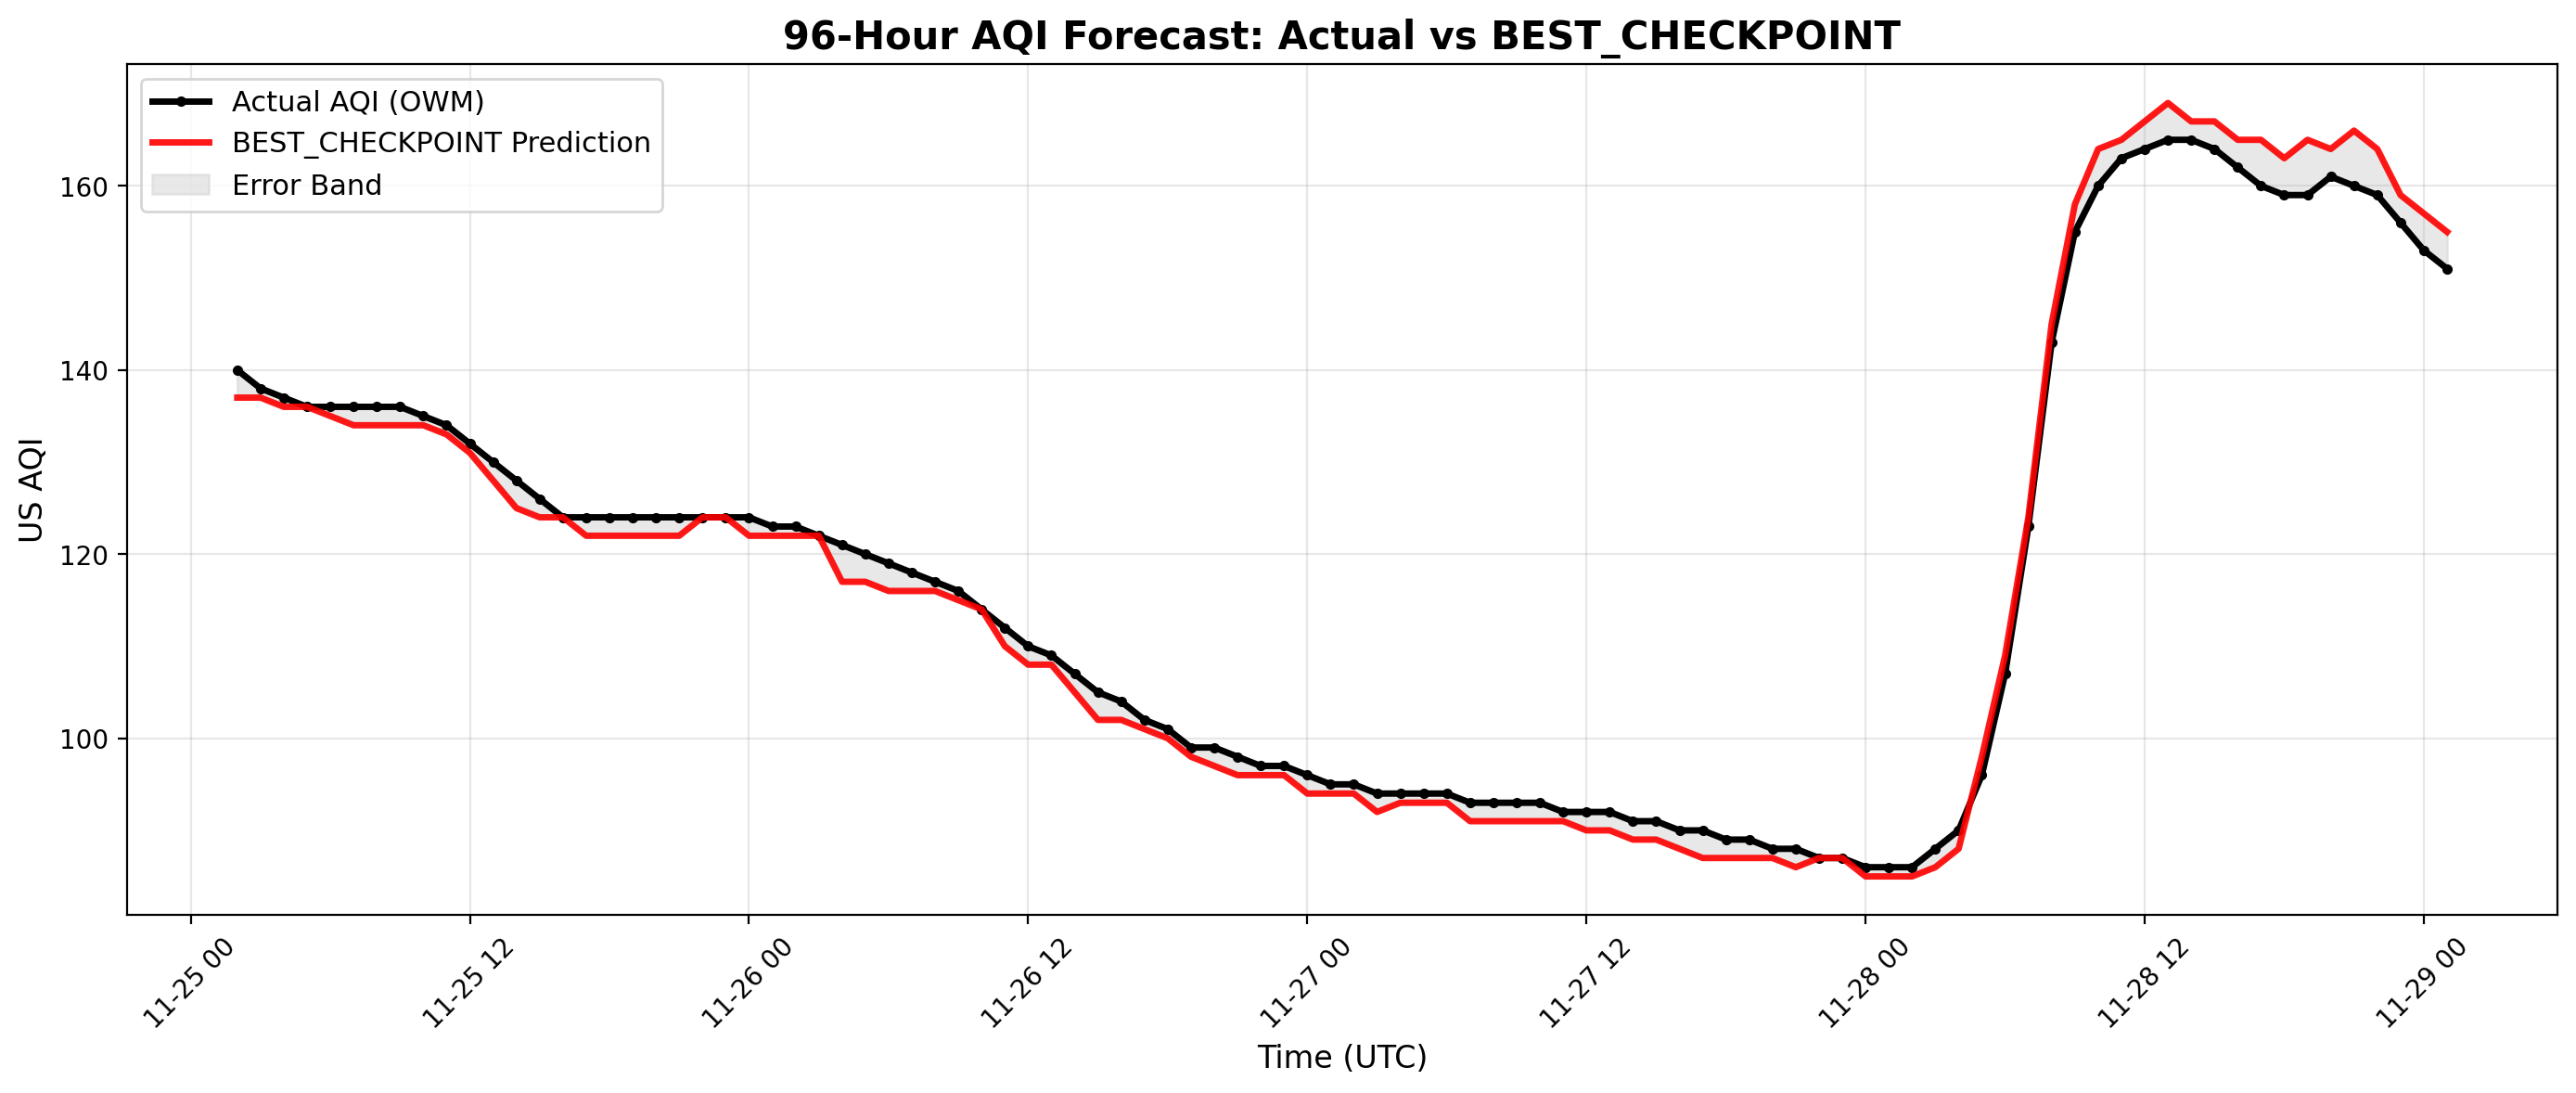 96-Hour AQI Forecast: Actual vs BEST_CHECKPOINT
Actual AQI (OWM)
BEST_CHECKPOINT Prediction
Error Band
US AQI
160
140
120
100
11-25 00
11-25 12
11-26 00
11-26 12
11-27 00
11-27 12
11-28 00
11-28 12
11-29 00
Time (UTC)